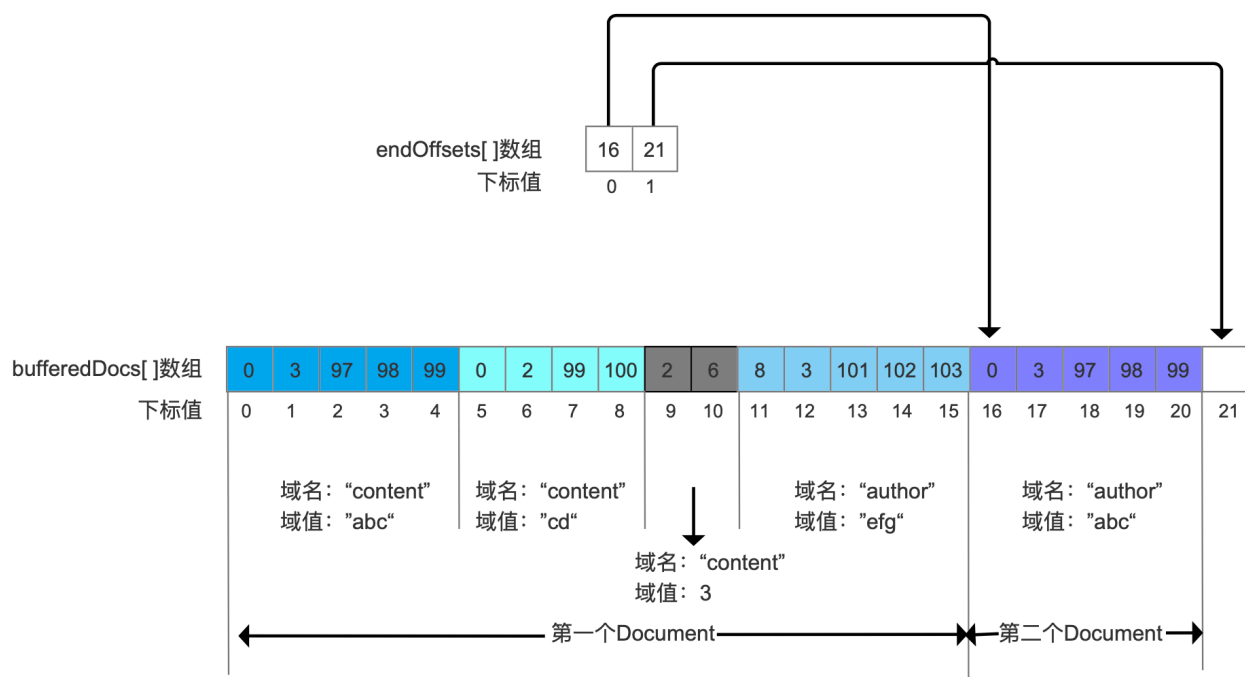 endOffsets[ ]数组 16 21
下标值 0 1
bufferedDocs[ ]数组 0 3 97 98 99 0 2 99 100 2 6 8 3 101 102 103 0 3 97 98 99
下标值 0 1 2 3 4 5 6 7 8 9 10 11 12 13 14 15 16 17 18 19 20 21
域名：“content”
域值：”abc“
域名：“content”
域值：”cd“
域名：“content”
域值：3
域名：“author”
域值：”efg“
域名：“author”
域值：”abc“
第一个Document
第二个Document